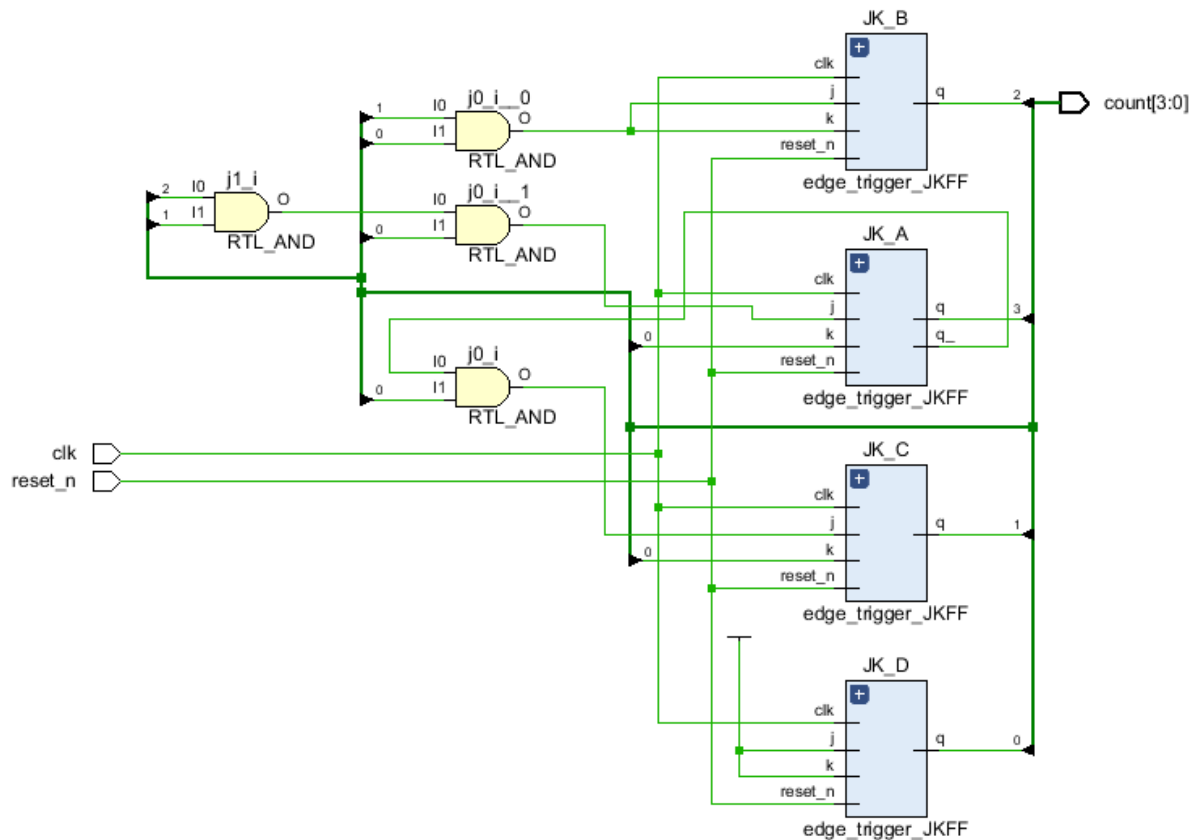 JK_B
clk
j
k
reset_n
q
2
edge_trigger_JKFF
count[3:0]
j0_i__0
1 I0
0 I1
O
RTL_AND
j1_i
2 I0
1 I1
O
RTL_AND
j0_i__1
I0
0 I1
O
RTL_AND
JK_A
clk
j
0 k
reset_n
q 3
q_
edge_trigger_JKFF
j0_i
I0
0 I1
O
RTL_AND
clk
reset_n
JK_C
clk
j
0 k
reset_n
q 1
edge_trigger_JKFF
JK_D
clk
j
k
reset_n
q 0
edge_trigger_JKFF